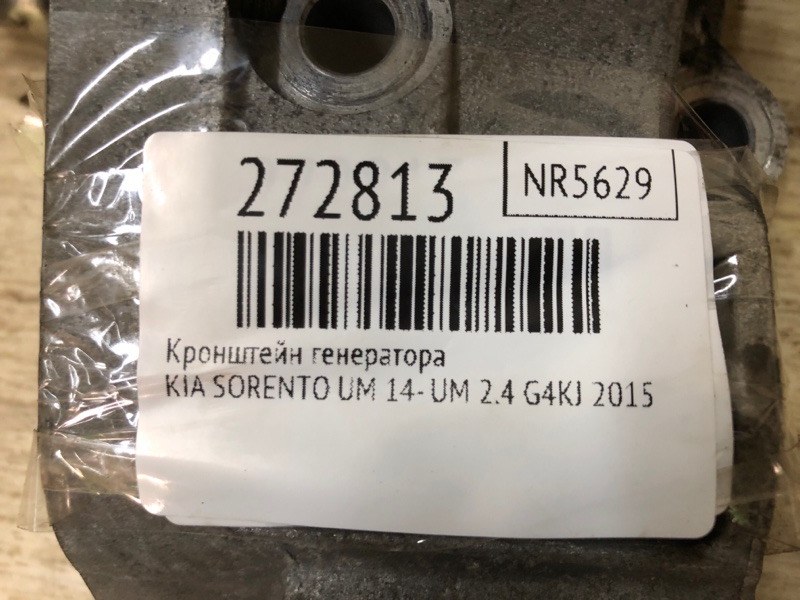 272813
NR5629
Кронштейн генератора
KIA SORENTO UM 14- UM 2.4 G4KJ 2015